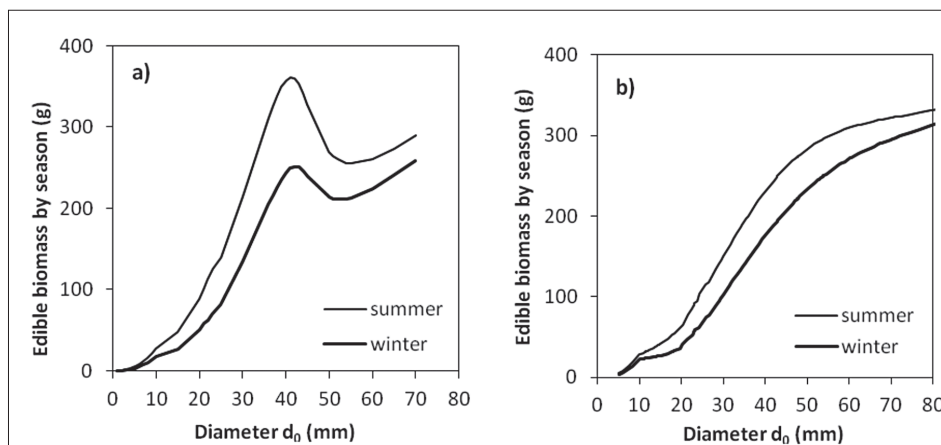 a)
Edible biomass by season (g)
400
300
200
100
0
0 10 20 30 40 50 60 70 80
Diameter d0 (mm)
summer
winter
b)
Edible biomass by season (g)
400
300
200
100
0
0 10 20 30 40 50 60 70 80
Diameter d0 (mm)
summer
winter